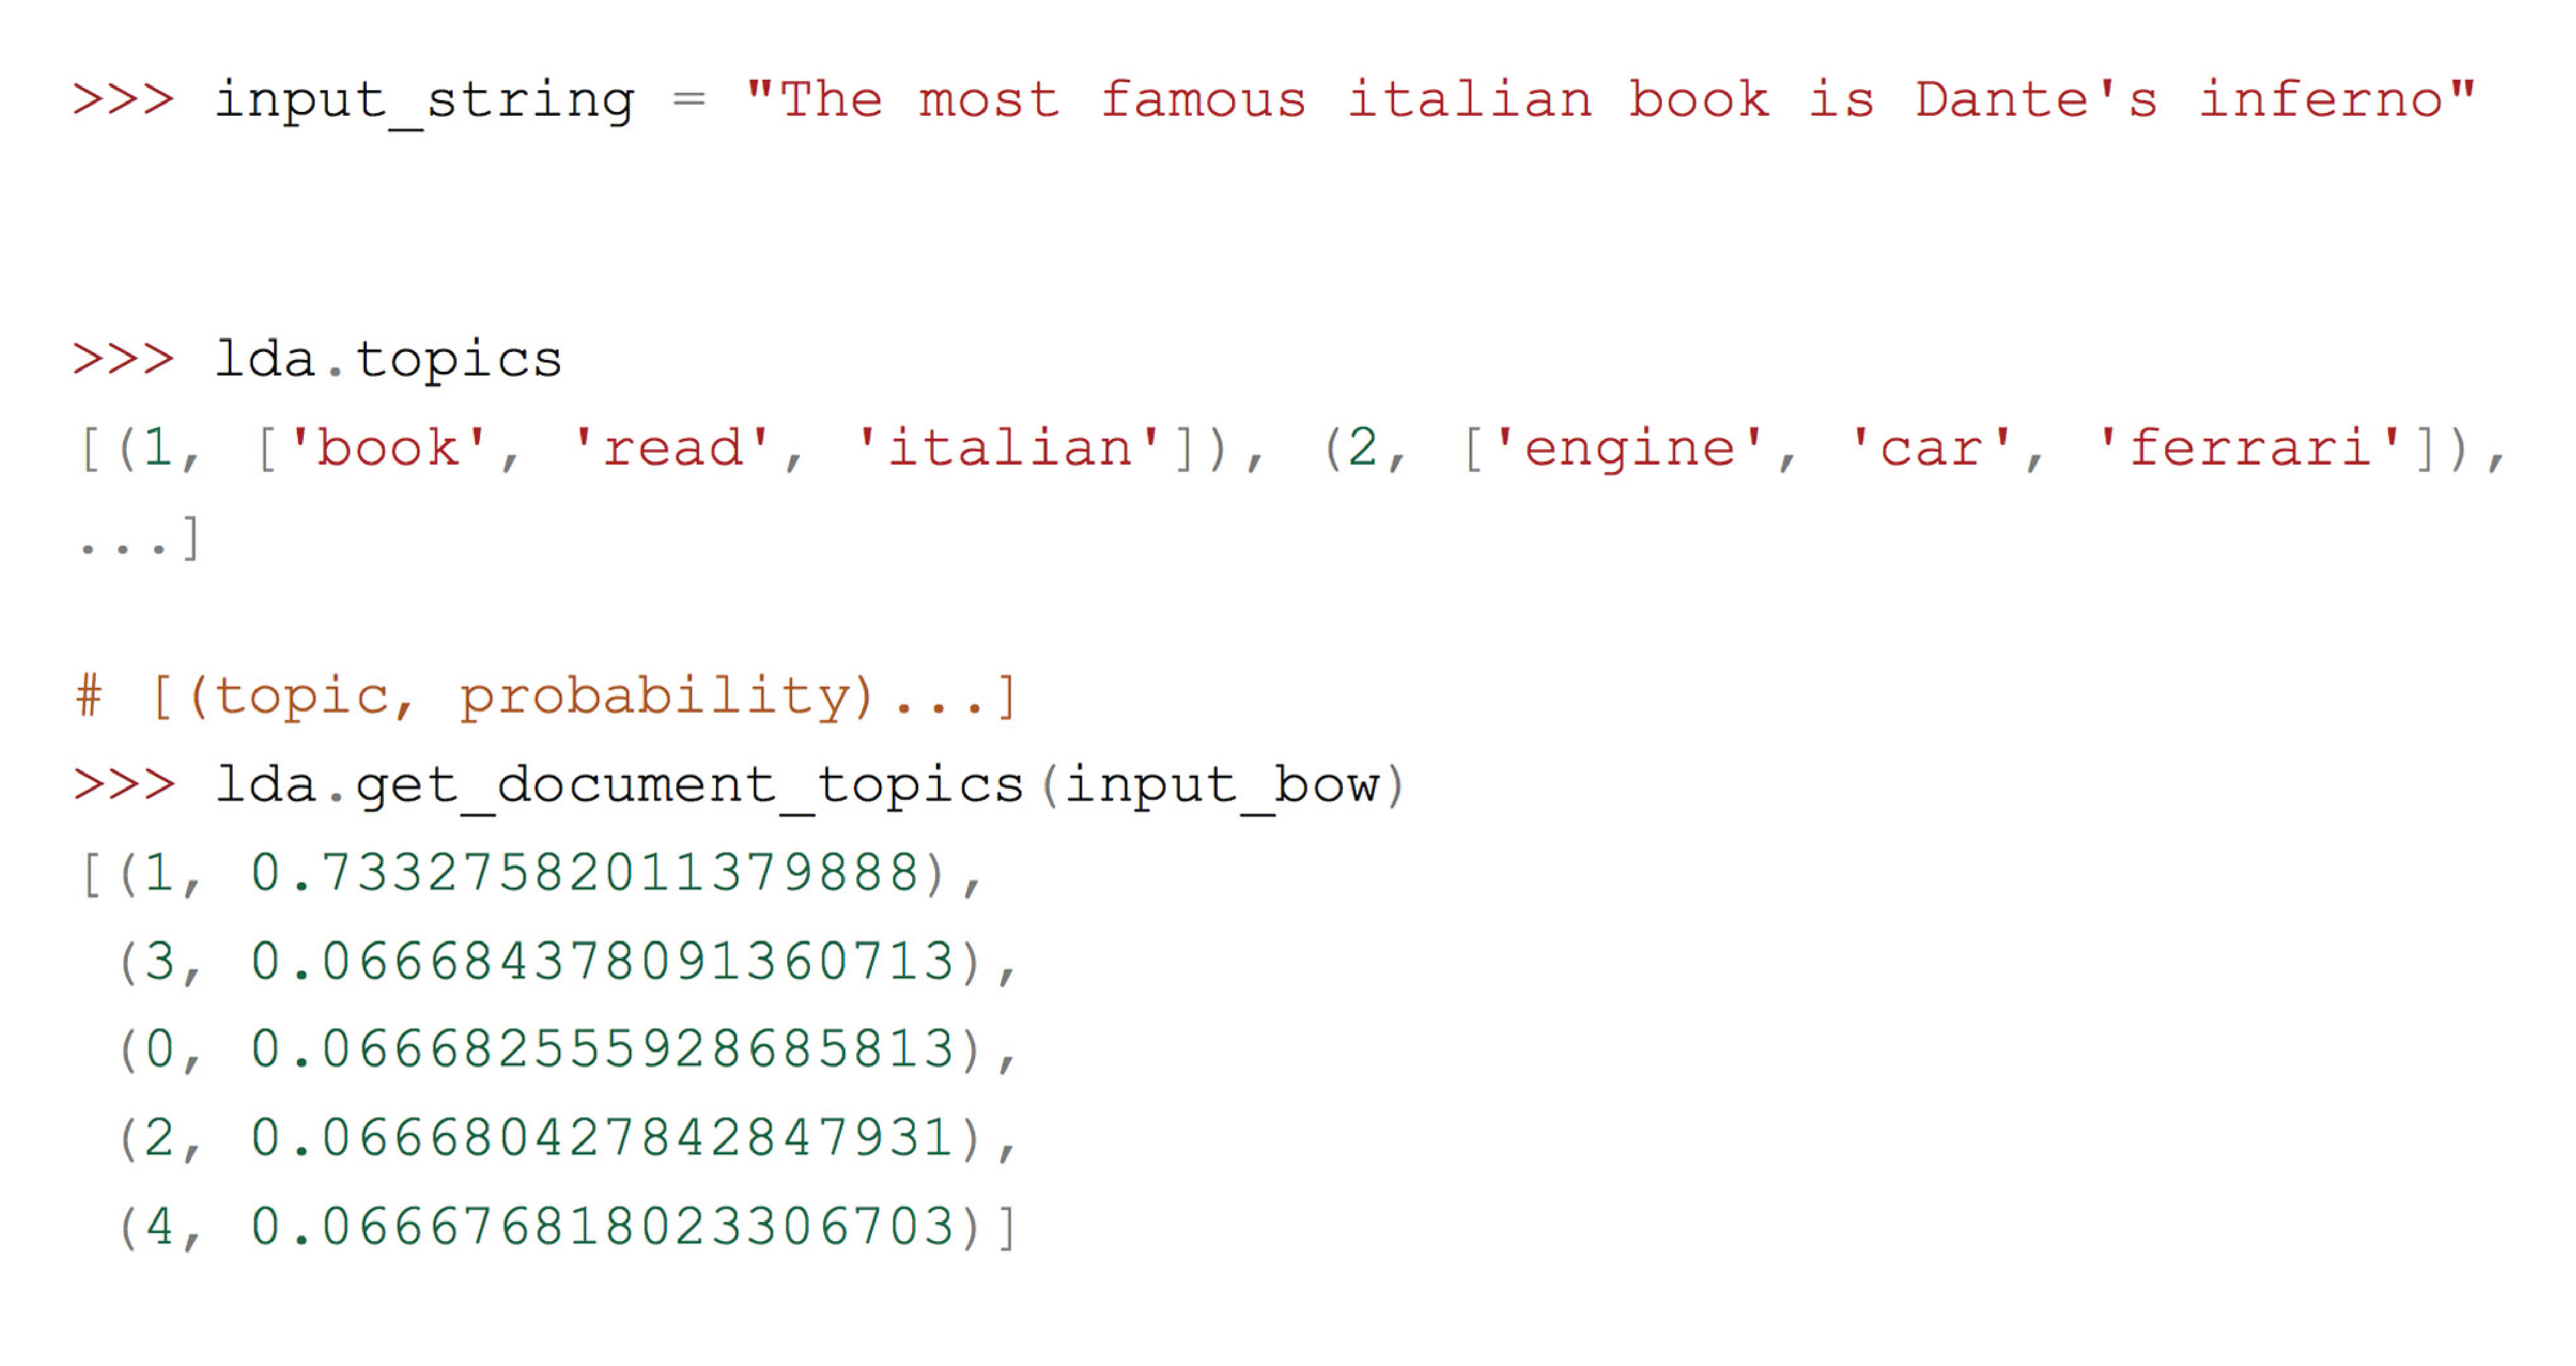 >>> input_string = "The most famous italian book is Dante's inferno"
>>> lda.topics
[(1, ['book', 'read', 'italian']), (2, ['engine', 'car', 'ferrari']),
...]
# [(topic, probability)...]
>>> lda.get_document_topics(input_bow)
[(1, 0.73327582011379888),
(3, 0.066684378091360713),
(0, 0.066682555928685813),
(2, 0.066680427842847931),
(4, 0.066676818023306703)]